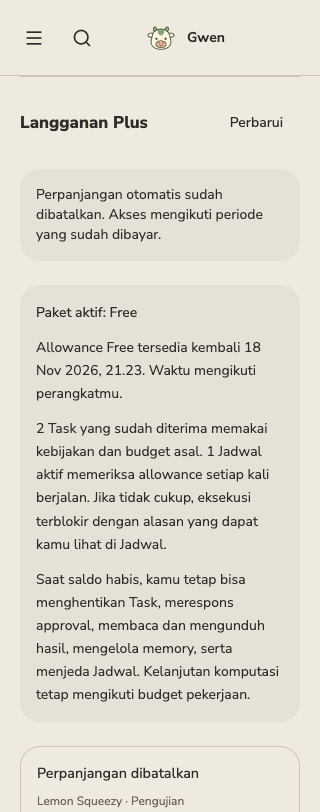 Gwen
Langganan Plus
Perbarui
Perpanjangan otomatis sudah
dibatalkan. Akses mengikuti periode
yang sudah dibayar.
Paket aktif: Free
Allowance Free tersedia kembali 18
Nov 2026, 21.23. Waktu mengikuti
perangkatmu.
2 Task yang sudah diterima memakai
kebijakan dan budget asal. 1 Jadwal
aktif memeriksa allowance setiap kali
berjalan. Jika tidak cukup, eksekusi
terblokir dengan alasan yang dapat
kamu lihat di Jadwal.
Saat saldo habis, kamu tetap bisa
menghentikan Task, merespons
approval, membaca dan mengunduh
hasil, mengelola memory, serta
menjeda Jadwal. Kelanjutan komputasi
tetap mengikuti budget pekerjaan.
Perpanjangan dibatalkan
Lemon Squeezy · Pengujian